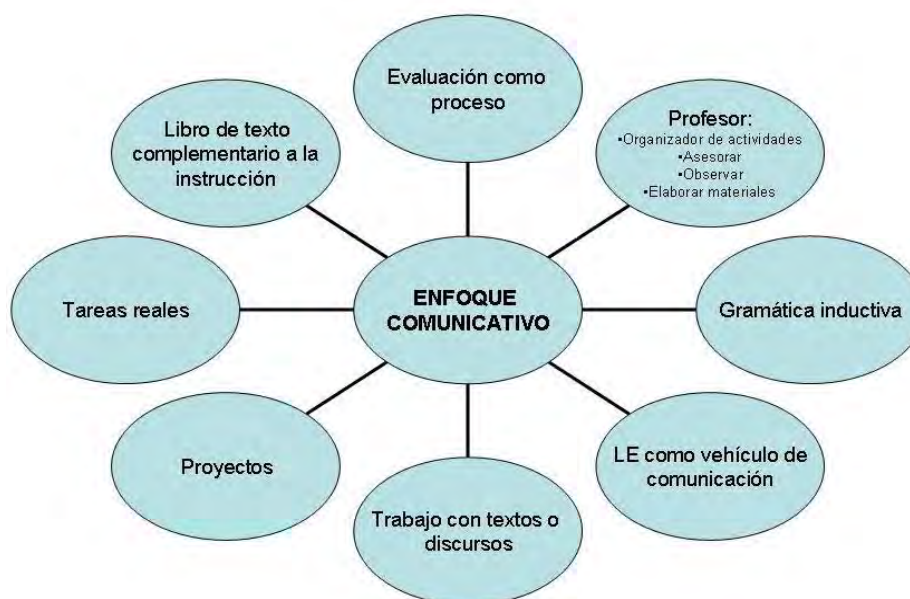 Evaluación como
proceso
Profesor:
•Organizador de actividades
•Asesorar
•Observar
•Elaborar materiales
Libro de texto
complementario a la
instrucción
Tareas reales
ENFOQUE
COMUNICATIVO
Gramática inductiva
Proyectos
LE como vehículo de
comunicación
Trabajo con textos o
discursos